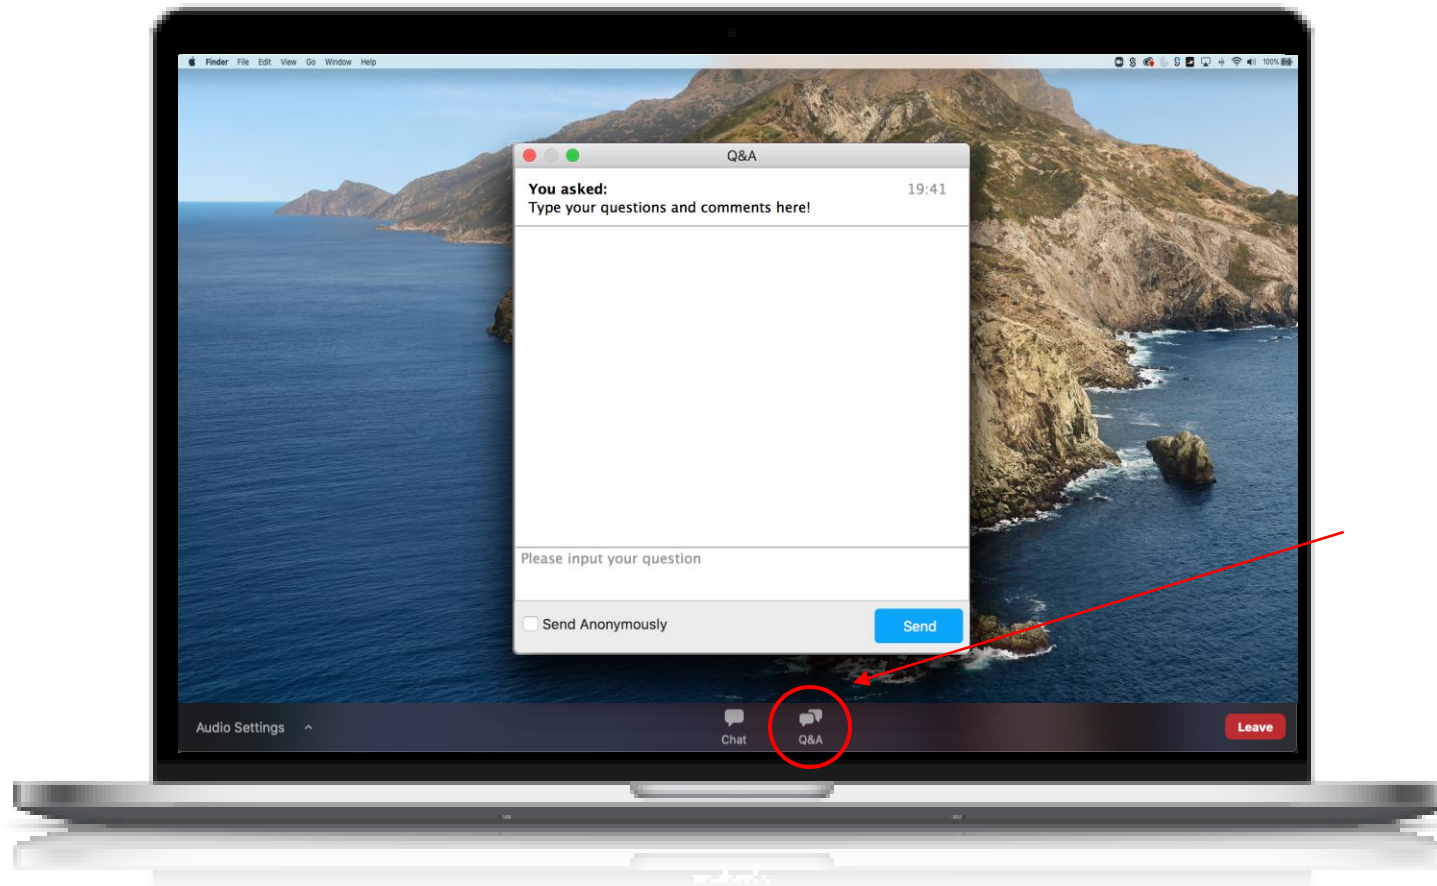 Finder File Edit View Go Window Help
100%
Q&A
You asked:
19:41
Type your questions and comments here!
Please input your question
Send Anonymously
Send
Audio Settings
Chat
Q&A
Leave